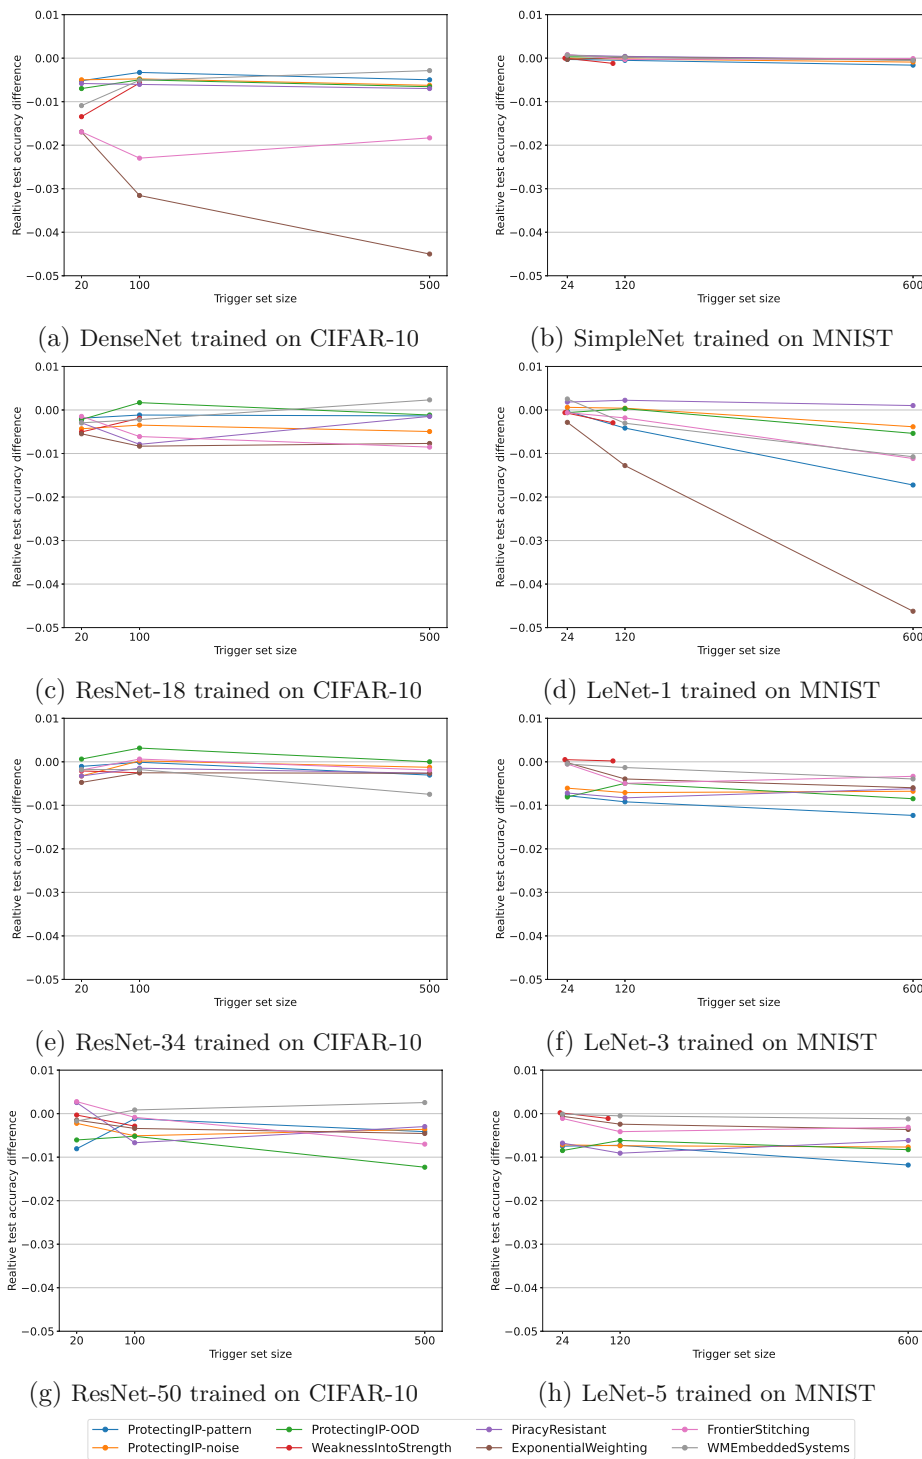 0.01
0.00
−0.01
−0.02
−0.03
−0.04
−0.05
Realtive test accuracy difference
20 100 500
Trigger set size
(a) DenseNet trained on CIFAR-10
0.01
0.00
−0.01
−0.02
−0.03
−0.04
−0.05
Realtive test accuracy difference
24 120 600
Trigger set size
(b) SimpleNet trained on MNIST
0.01
0.00
−0.01
−0.02
−0.03
−0.04
−0.05
Realtive test accuracy difference
20 100 500
Trigger set size
(c) ResNet-18 trained on CIFAR-10
0.01
0.00
−0.01
−0.02
−0.03
−0.04
−0.05
Realtive test accuracy difference
24 120 600
Trigger set size
(d) LeNet-1 trained on MNIST
0.01
0.00
−0.01
−0.02
−0.03
−0.04
−0.05
Realtive test accuracy difference
20 100 500
Trigger set size
(e) ResNet-34 trained on CIFAR-10
0.01
0.00
−0.01
−0.02
−0.03
−0.04
−0.05
Realtive test accuracy difference
24 120 600
Trigger set size
(f) LeNet-3 trained on MNIST
0.01
0.00
−0.01
−0.02
−0.03
−0.04
−0.05
Realtive test accuracy difference
20 100 500
Trigger set size
(g) ResNet-50 trained on CIFAR-10
0.01
0.00
−0.01
−0.02
−0.03
−0.04
−0.05
Realtive test accuracy difference
24 120 600
Trigger set size
(h) LeNet-5 trained on MNIST
ProtectingIP-pattern ProtectingIP-OOD PiracyResistant FrontierStitching
ProtectingIP-noise WeaknessIntoStrength ExponentialWeighting WMEmbeddedSystems